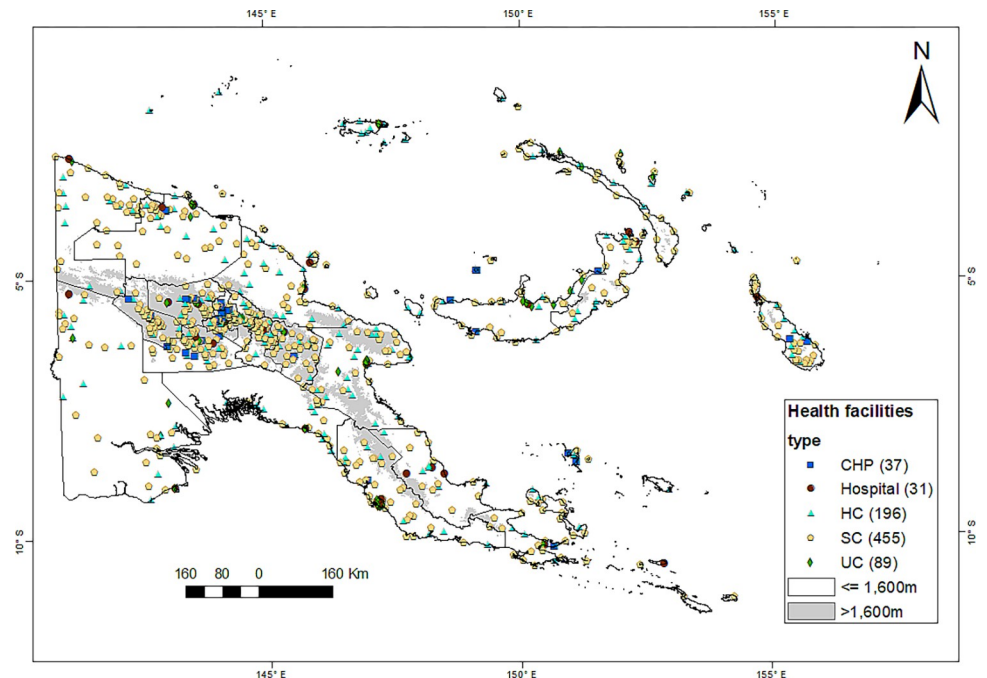 145° E 150° E 155° E
N
5° S 5° S
10° S 10° S
Health facilities
type
CHP (37)
Hospital (31)
HC (196)
SC (455)
UC (89)
<= 1,600m
>1,600m
160 80 0 160 Km
145° E 150° E 155° E